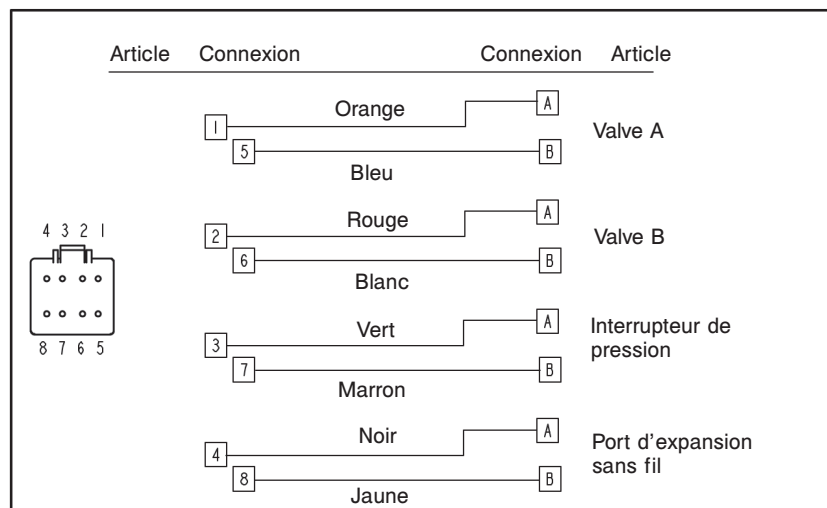 Article Connexion Connexion Article
Orange
1 A
Valve A
5 B
Bleu
Rouge
2 A
Valve B
6 B
Blanc
4 3 2 1
8 7 6 5
Vert
3 A
Interrupteur de
pression
7 B
Marron
Noir
4 A
Port d’expansion
sans fil
8 B
Jaune